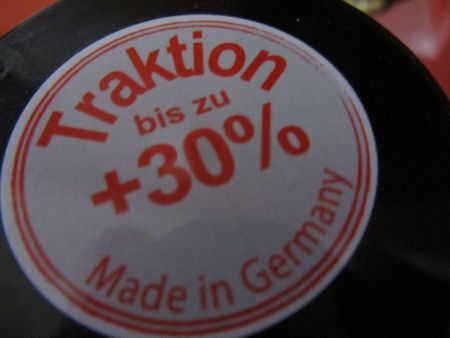 Traktion
bis zu
+30%
Made in Germany